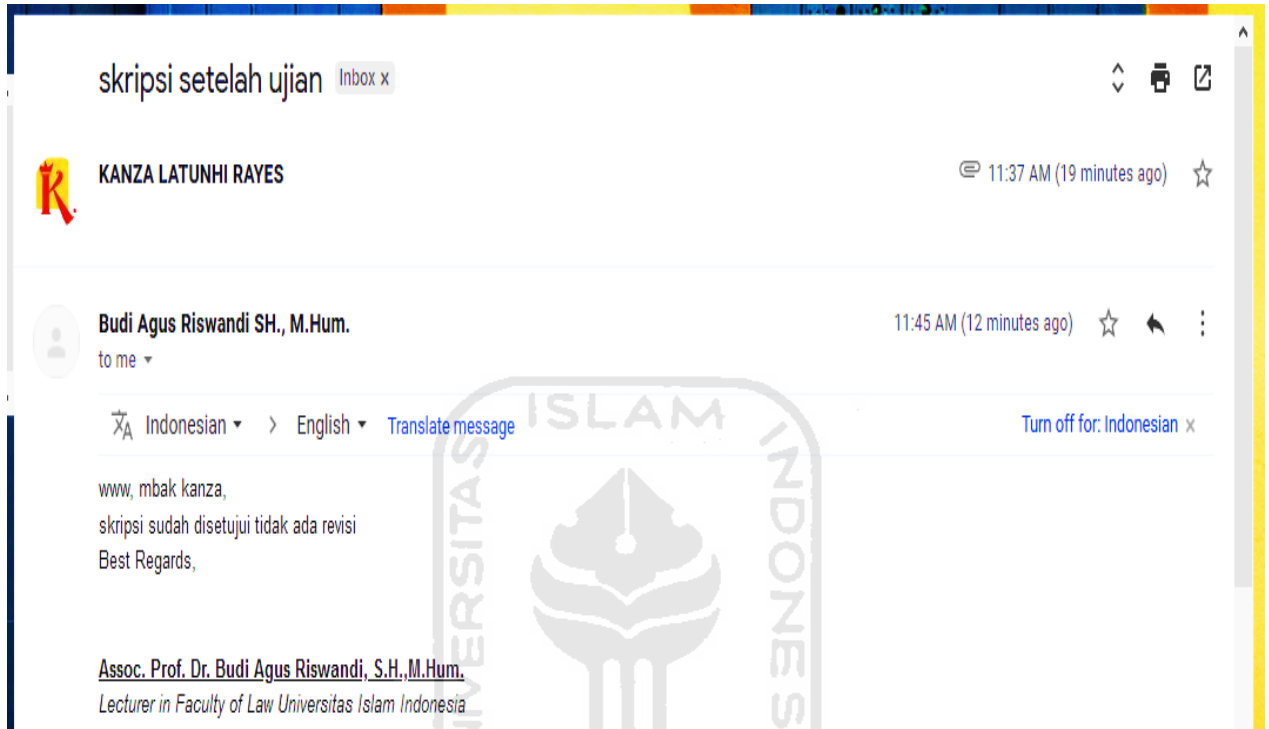 skripsi setelah ujian Inbox x
KANZA LATUNHI RAYES 11:37 AM (19 minutes ago)
K.
Budi Agus Riswandi SH., M.Hum. 11:45 AM (12 minutes ago)
to me
Indonesian > English Translate message Turn off for: Indonesian x
www, mbak kanza,
skripsi sudah disetujui tidak ada revisi
Best Regards,
Assoc. Prof. Dr. Budi Agus Riswandi, S.H.,M.Hum.
Lecturer in Faculty of Law Universitas Islam Indonesia
ISLAM